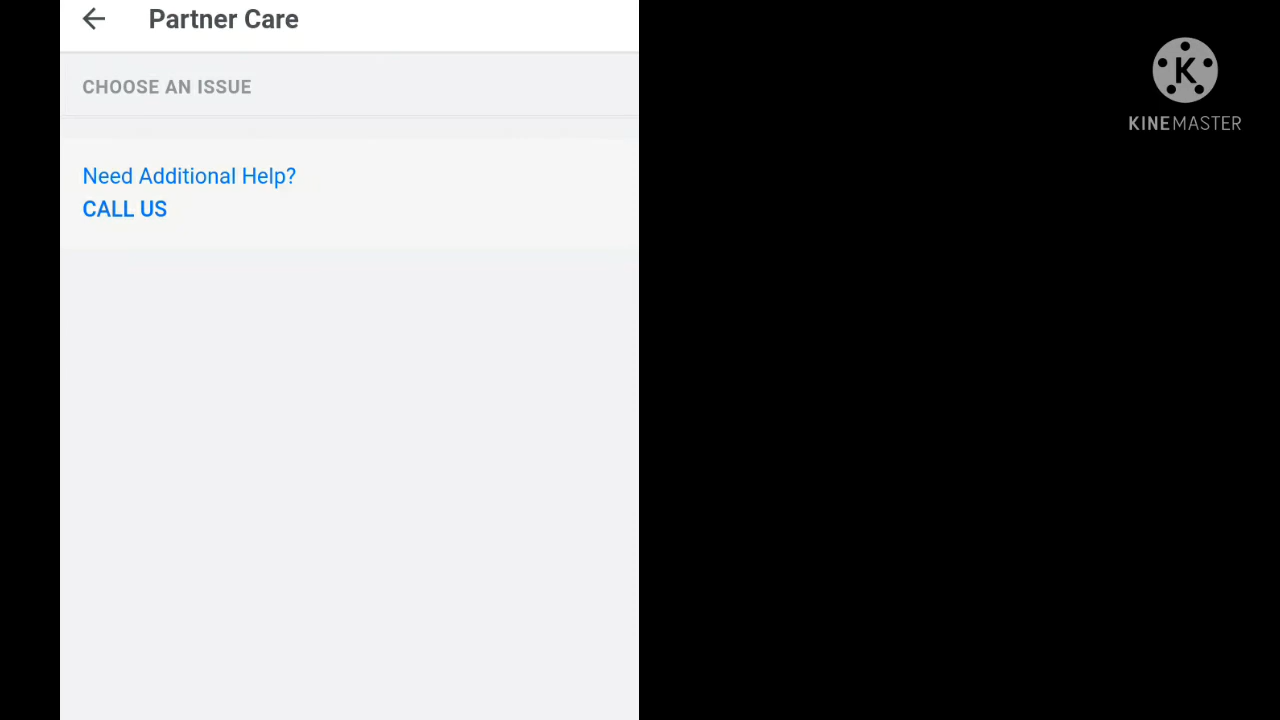 Partner Care
CHOOSE AN ISSUE
Need Additional Help?
CALL US
K
KINEMASTER